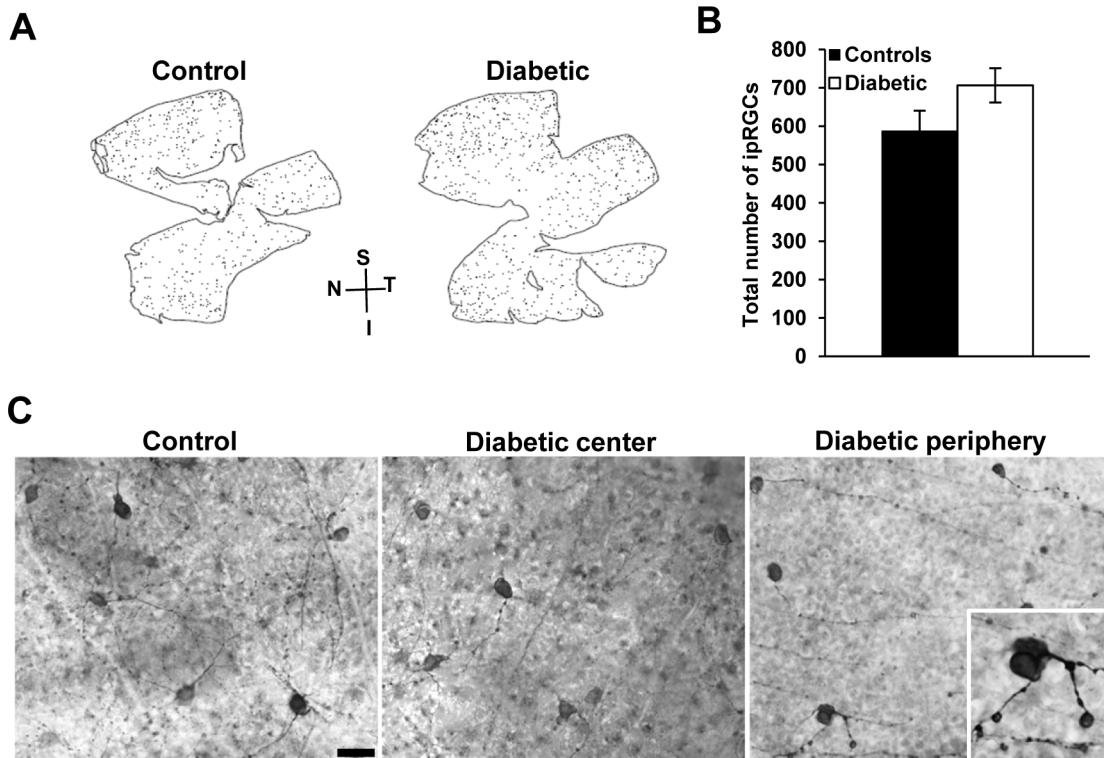 A
Control
Diabetic
S
N
T
I
B
Total number of ipRGCs
800
700
600
500
400
300
200
100
0
Controls
Diabetic
C
Control
Diabetic center
Diabetic periphery